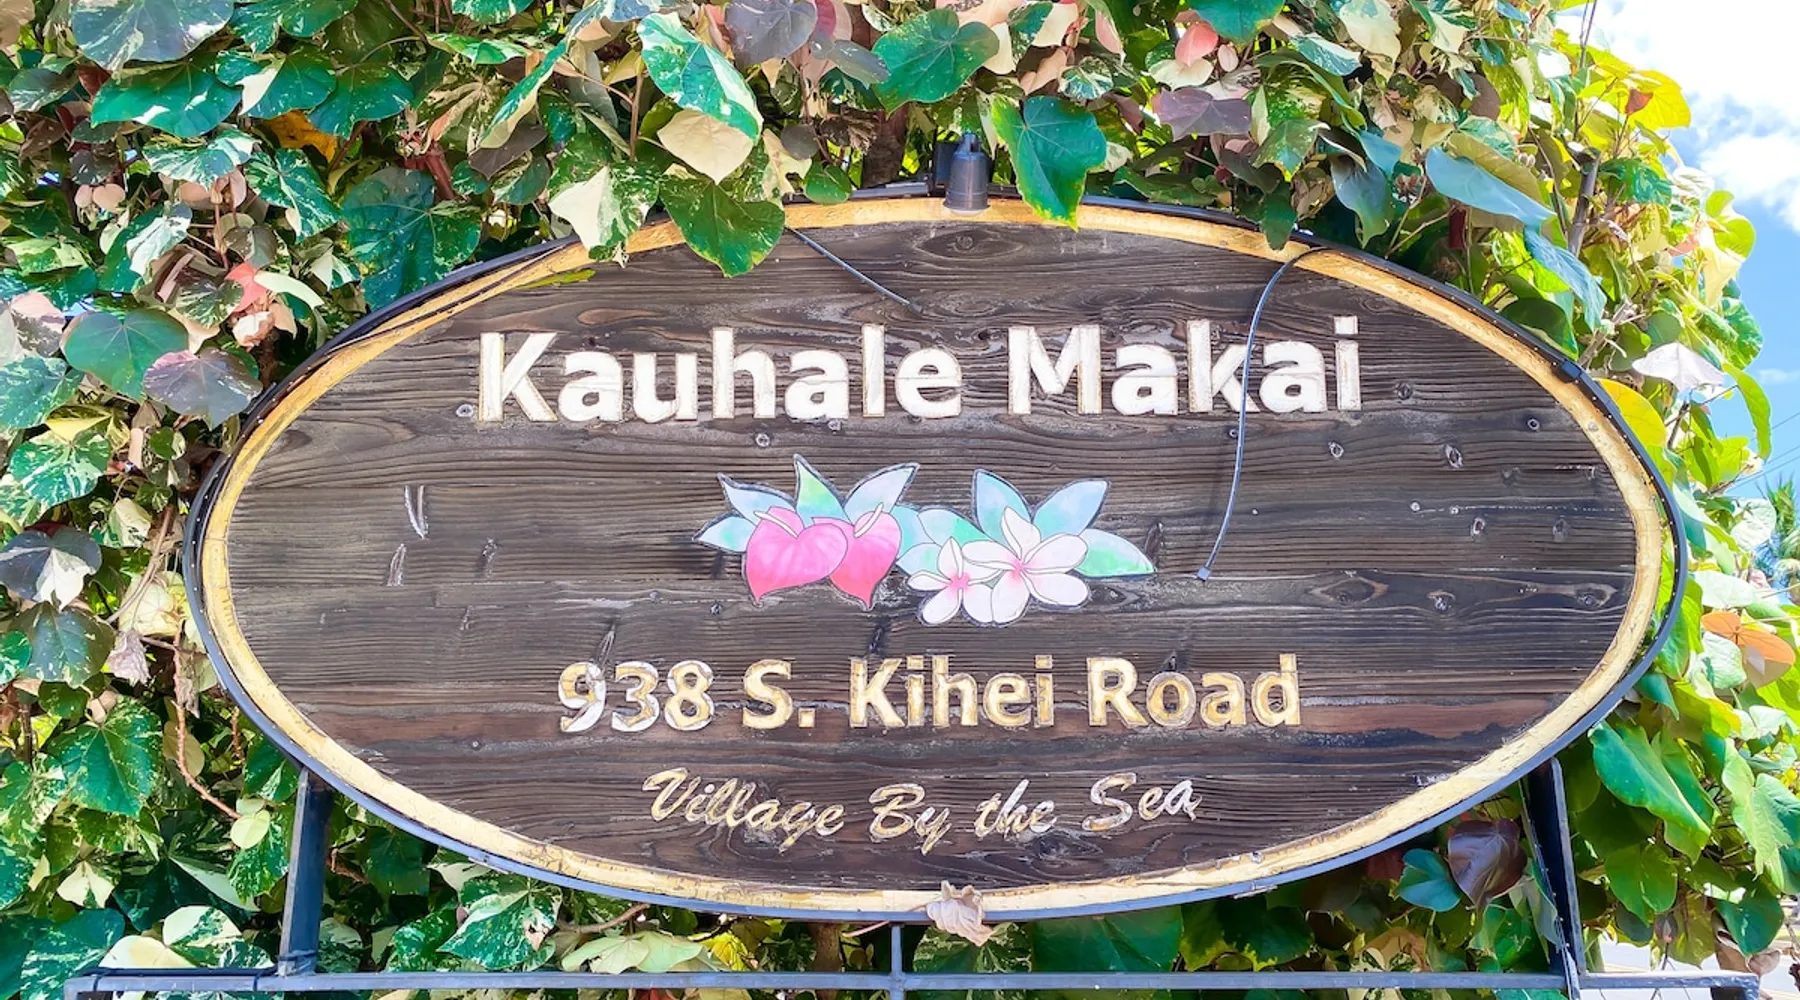 Kauhale Makai
938 S. Kihei Road
Village By the Sea